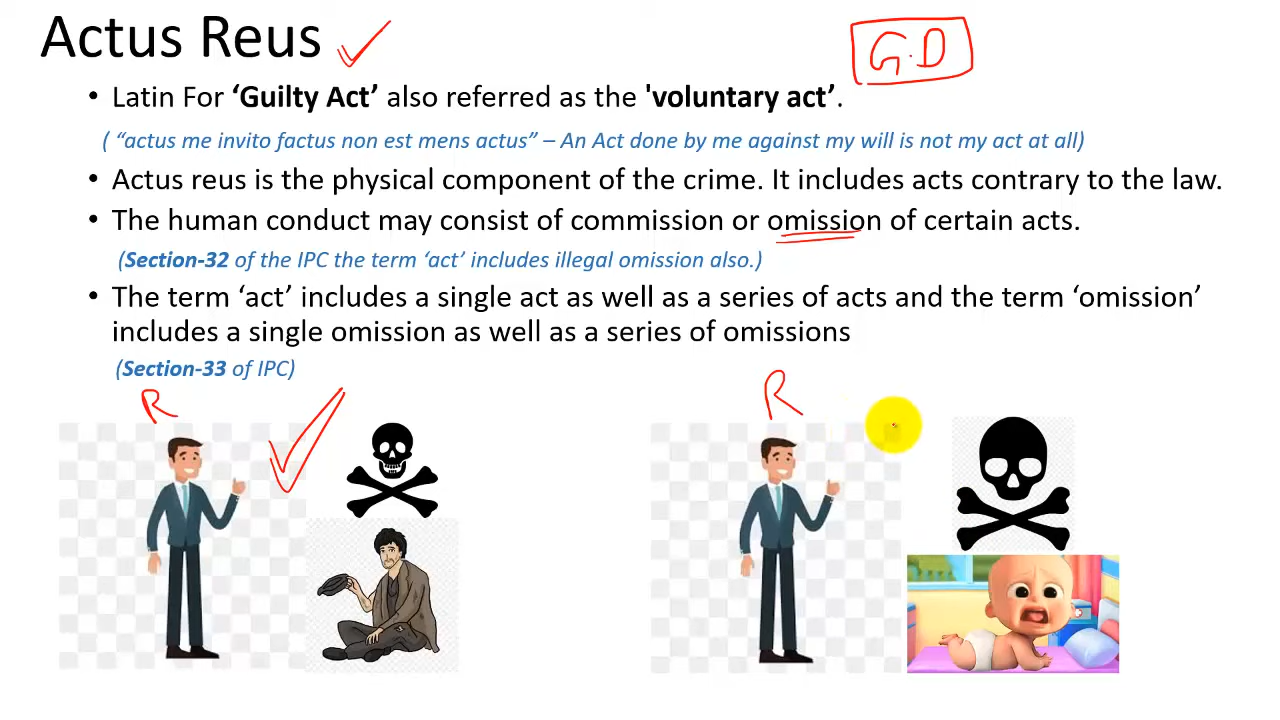 Actus Reus
G.D
• Latin For ‘Guilty Act’ also referred as the 'voluntary act’.
( “actus me invito factus non est mens actus” – An Act done by me against my will is not my act at all)
• Actus reus is the physical component of the crime. It includes acts contrary to the law.
• The human conduct may consist of commission or omission of certain acts.
(Section-32 of the IPC the term ‘act’ includes illegal omission also.)
• The term ‘act’ includes a single act as well as a series of acts and the term ‘omission’
includes a single omission as well as a series of omissions
(Section-33 of IPC)
R
R